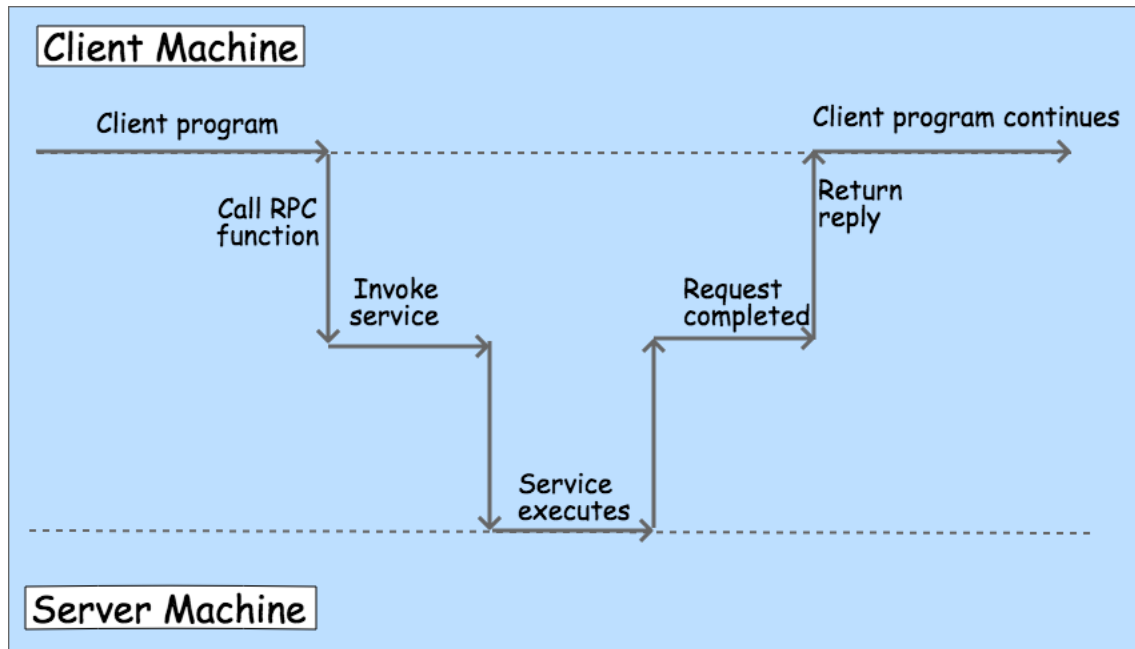 Client Machine
Client program
Client program continues
Call RPC
function
Return
reply
Invoke
service
Request
completed
Service
executes
Server Machine